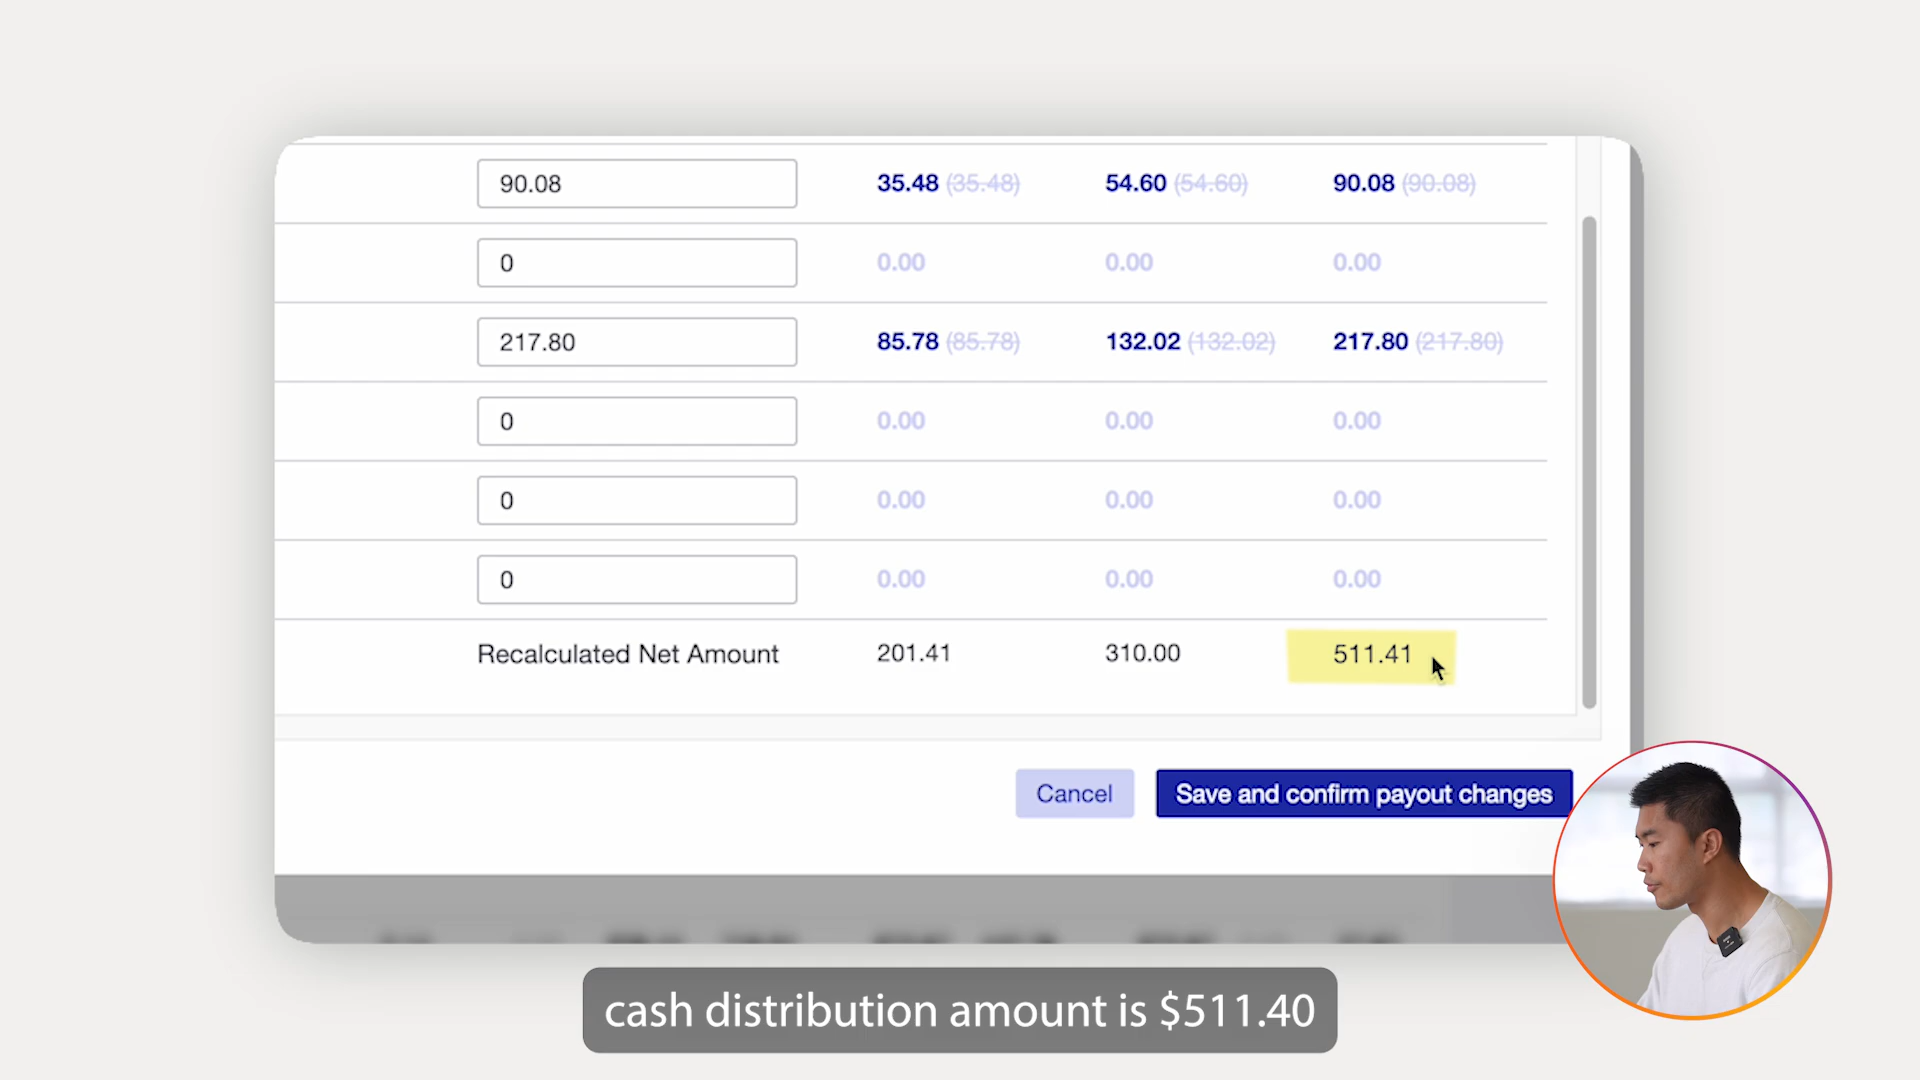 90.08 35.48 (35.48) 54.60 (54.60) 90.08 (90.08)
0 0.00 0.00 0.00
217.80 85.78 (85.78) 132.02 (132.02) 217.80 (217.80)
0 0.00 0.00 0.00
0 0.00 0.00 0.00
0 0.00 0.00 0.00
Recalculated Net Amount 201.41 310.00 511.41
Cancel Save and confirm payout changes
cash distribution amount is $511.40